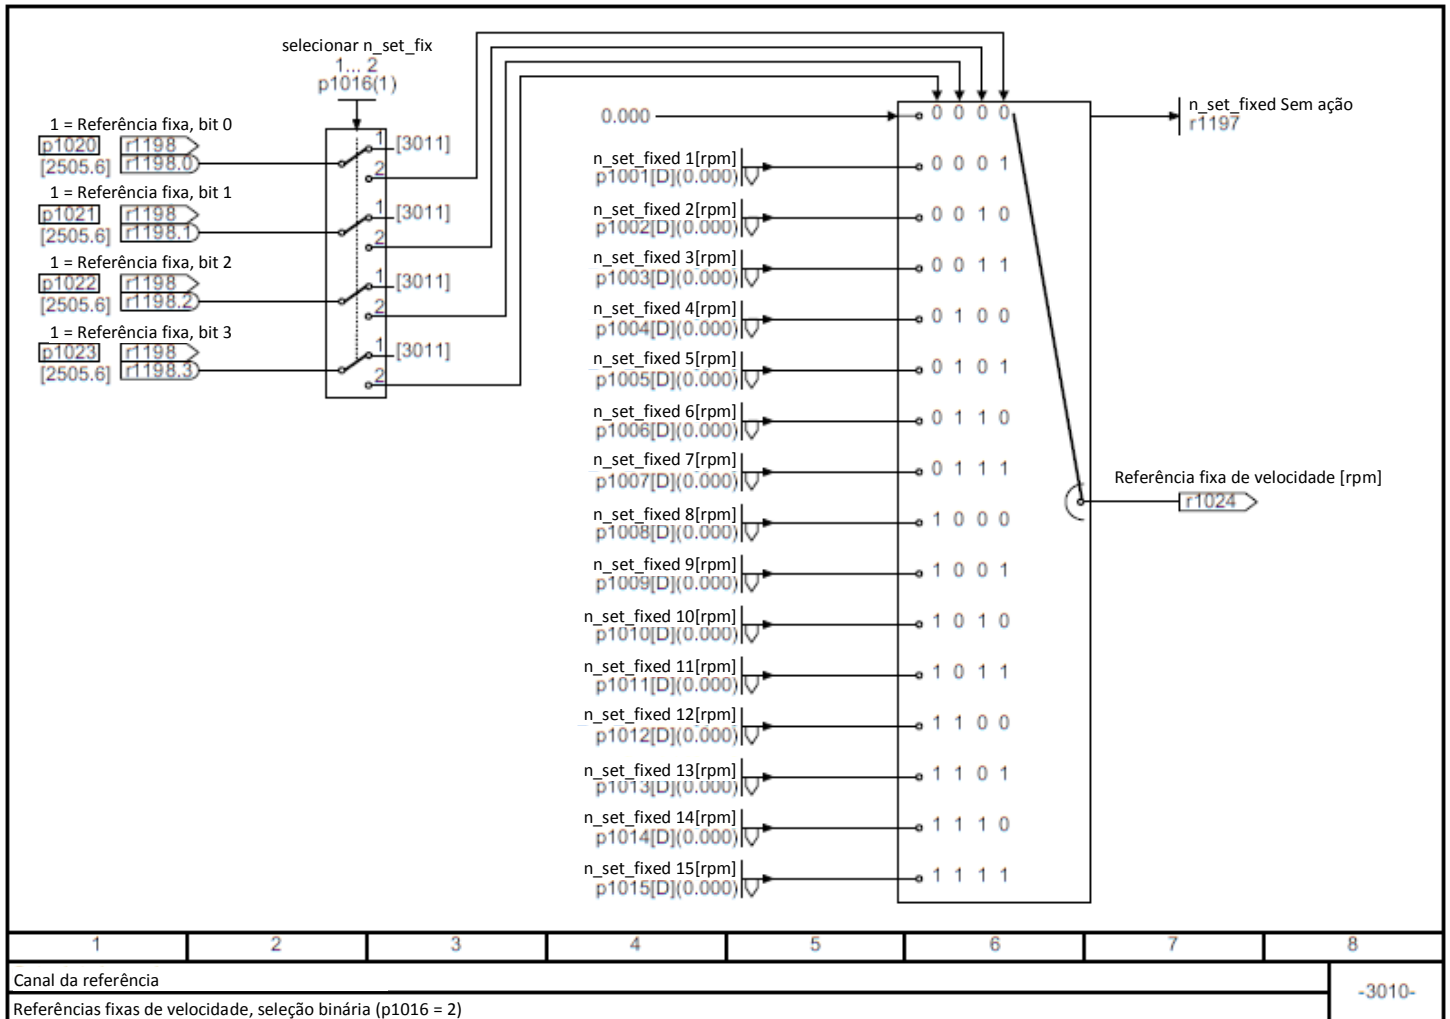 selecionar n_set_fix
1... 2
p1016(1)
1 = Referência fixa, bit 0
p1020 r1198
[2505.6] r1198.0
1 2 [3011]
1 = Referência fixa, bit 1
p1021 r1198
[2505.6] r1198.1
1 2 [3011]
1 = Referência fixa, bit 2
p1022 r1198
[2505.6] r1198.2
1 2 [3011]
1 = Referência fixa, bit 3
p1023 r1198
[2505.6] r1198.3
1 2 [3011]
0.000 0 0 0 0
n_set_fixed 1[rpm]
p1001[D](0.000) 0 0 0 1
n_set_fixed 2[rpm]
p1002[D](0.000) 0 0 1 0
n_set_fixed 3[rpm]
p1003[D](0.000) 0 0 1 1
n_set_fixed 4[rpm]
p1004[D](0.000) 0 1 0 0
n_set_fixed 5[rpm]
p1005[D](0.000) 0 1 0 1
n_set_fixed 6[rpm]
p1006[D](0.000) 0 1 1 0
n_set_fixed 7[rpm]
p1007[D](0.000) 0 1 1 1
n_set_fixed 8[rpm]
p1008[D](0.000) 1 0 0 0
n_set_fixed 9[rpm]
p1009[D](0.000) 1 0 0 1
n_set_fixed 10[rpm]
p1010[D](0.000) 1 0 1 0
n_set_fixed 11[rpm]
p1011[D](0.000) 1 0 1 1
n_set_fixed 12[rpm]
p1012[D](0.000) 1 1 0 0
n_set_fixed 13[rpm]
p1013[D](0.000) 1 1 0 1
n_set_fixed 14[rpm]
p1014[D](0.000) 1 1 1 0
n_set_fixed 15[rpm]
p1015[D](0.000) 1 1 1 1
n_set_fixed Sem ação
r1197
Referência fixa de velocidade [rpm]
r1024
1 2 3 4 5 6 7 8
Canal da referência
Referências fixas de velocidade, seleção binária (p1016 = 2)
-3010-